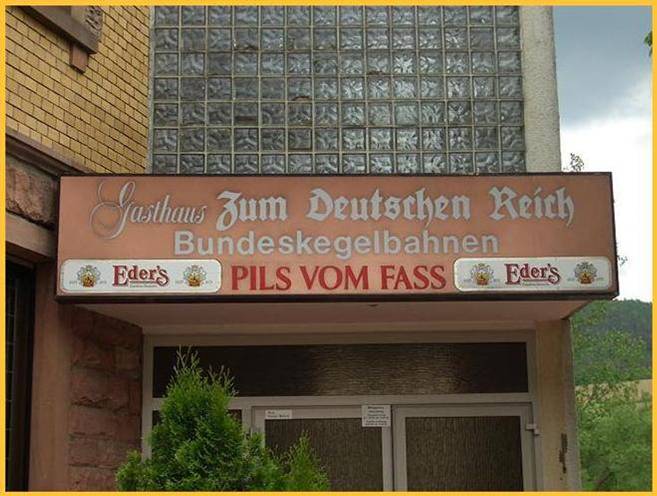 Gasthaus Zum Deutschen Reich
Bundeskegelbahnen
Eder's PILS VOM FASS Eder's